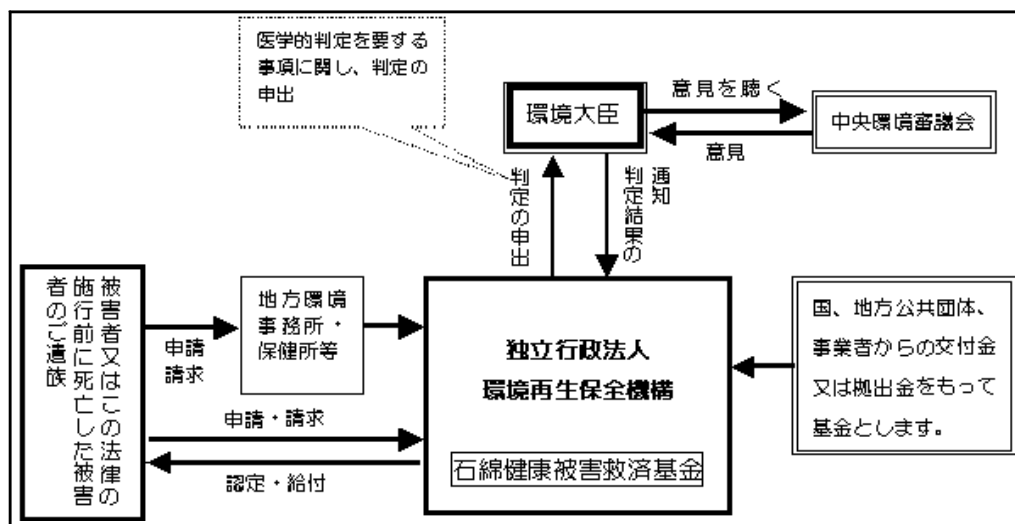 医学的判定を要する
事項に関し、判定の
申出
環境大臣
意見を聴く
意見
中央環境審議会
判定の申出
判定結果の
通知
被害者又はこの法律の
施行前に死亡した被害
者のご遺族
申請
請求
地方環境
事務所・
保健所等
申請・請求
認定・給付
独立行政法人
環境再生保全機構
石綿健康被害救済基金
国、地方公共団体、
事業者からの交付金
又は拠出金をもって
基金とします。